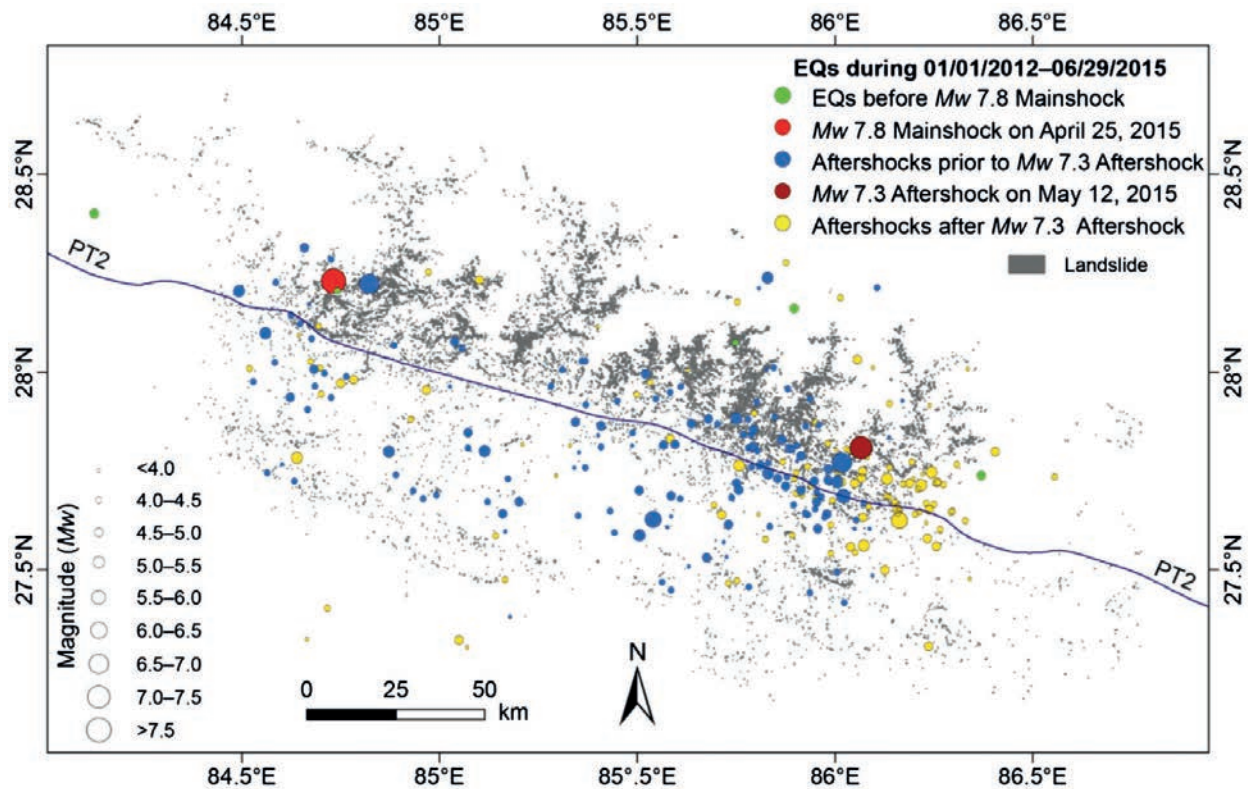 84.5°E 85°E 85.5°E 86°E 86.5°E
EQs during 01/01/2012–06/29/2015
EQs before Mw 7.8 Mainshock
Mw 7.8 Mainshock on April 25, 2015
Aftershocks prior to Mw 7.3 Aftershock
Mw 7.3 Aftershock on May 12, 2015
Aftershocks after Mw 7.3 Aftershock
Landslide
28.5°N 28.5°N
PT2
28°N 28°N
Magnitude (Mw)
<4.0
4.0–4.5
4.5–5.0
5.0–5.5
5.5–6.0
6.0–6.5
6.5–7.0
7.0–7.5
>7.5
27.5°N 27.5°N
PT2
N
0 25 50
km
84.5°E 85°E 85.5°E 86°E 86.5°E